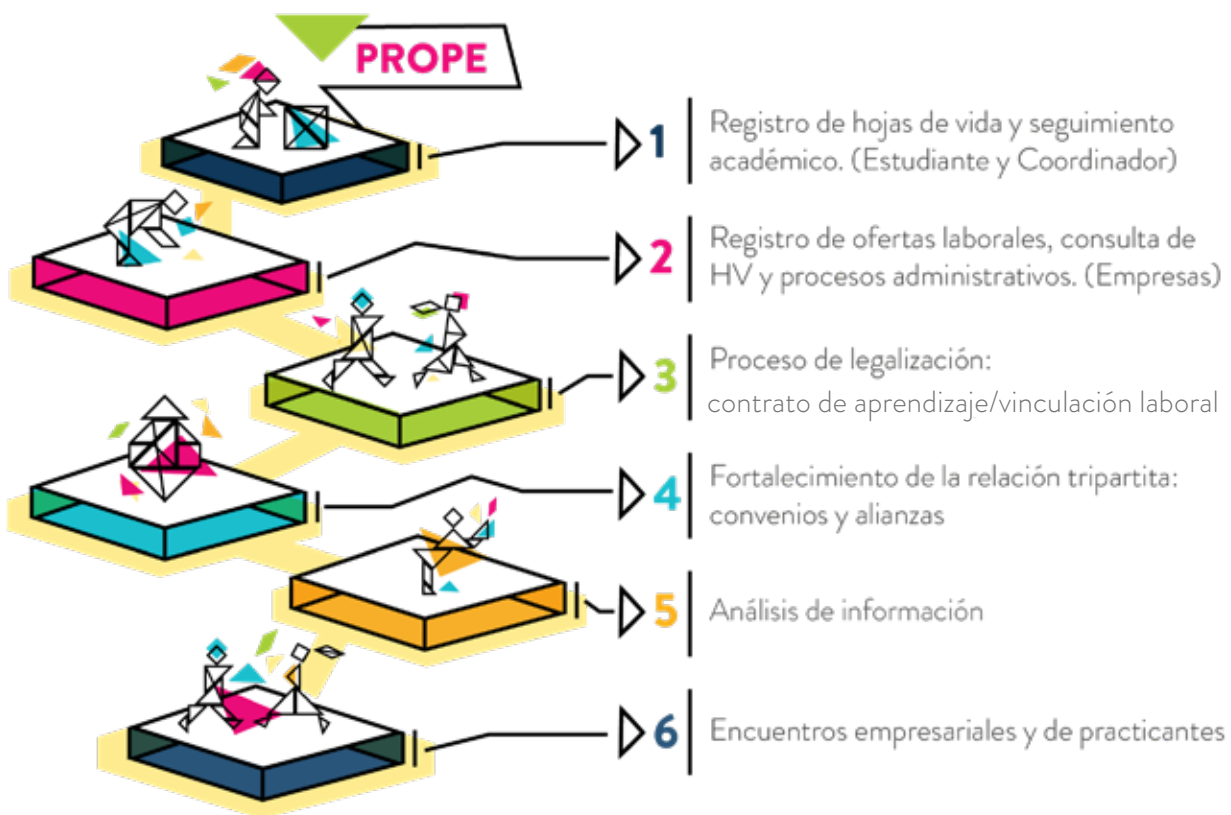 PROPE
1
Registro de hojas de vida y seguimiento
académico. (Estudiante y Coordinador)
2
Registro de ofertas laborales, consulta de
HV y procesos administrativos. (Empresas)
3
Proceso de legalización:
contrato de aprendizaje/vinculación laboral
4
Fortalecimiento de la relación tripartita:
convenios y alianzas
5
Análisis de información
6
Encuentros empresariales y de practicantes